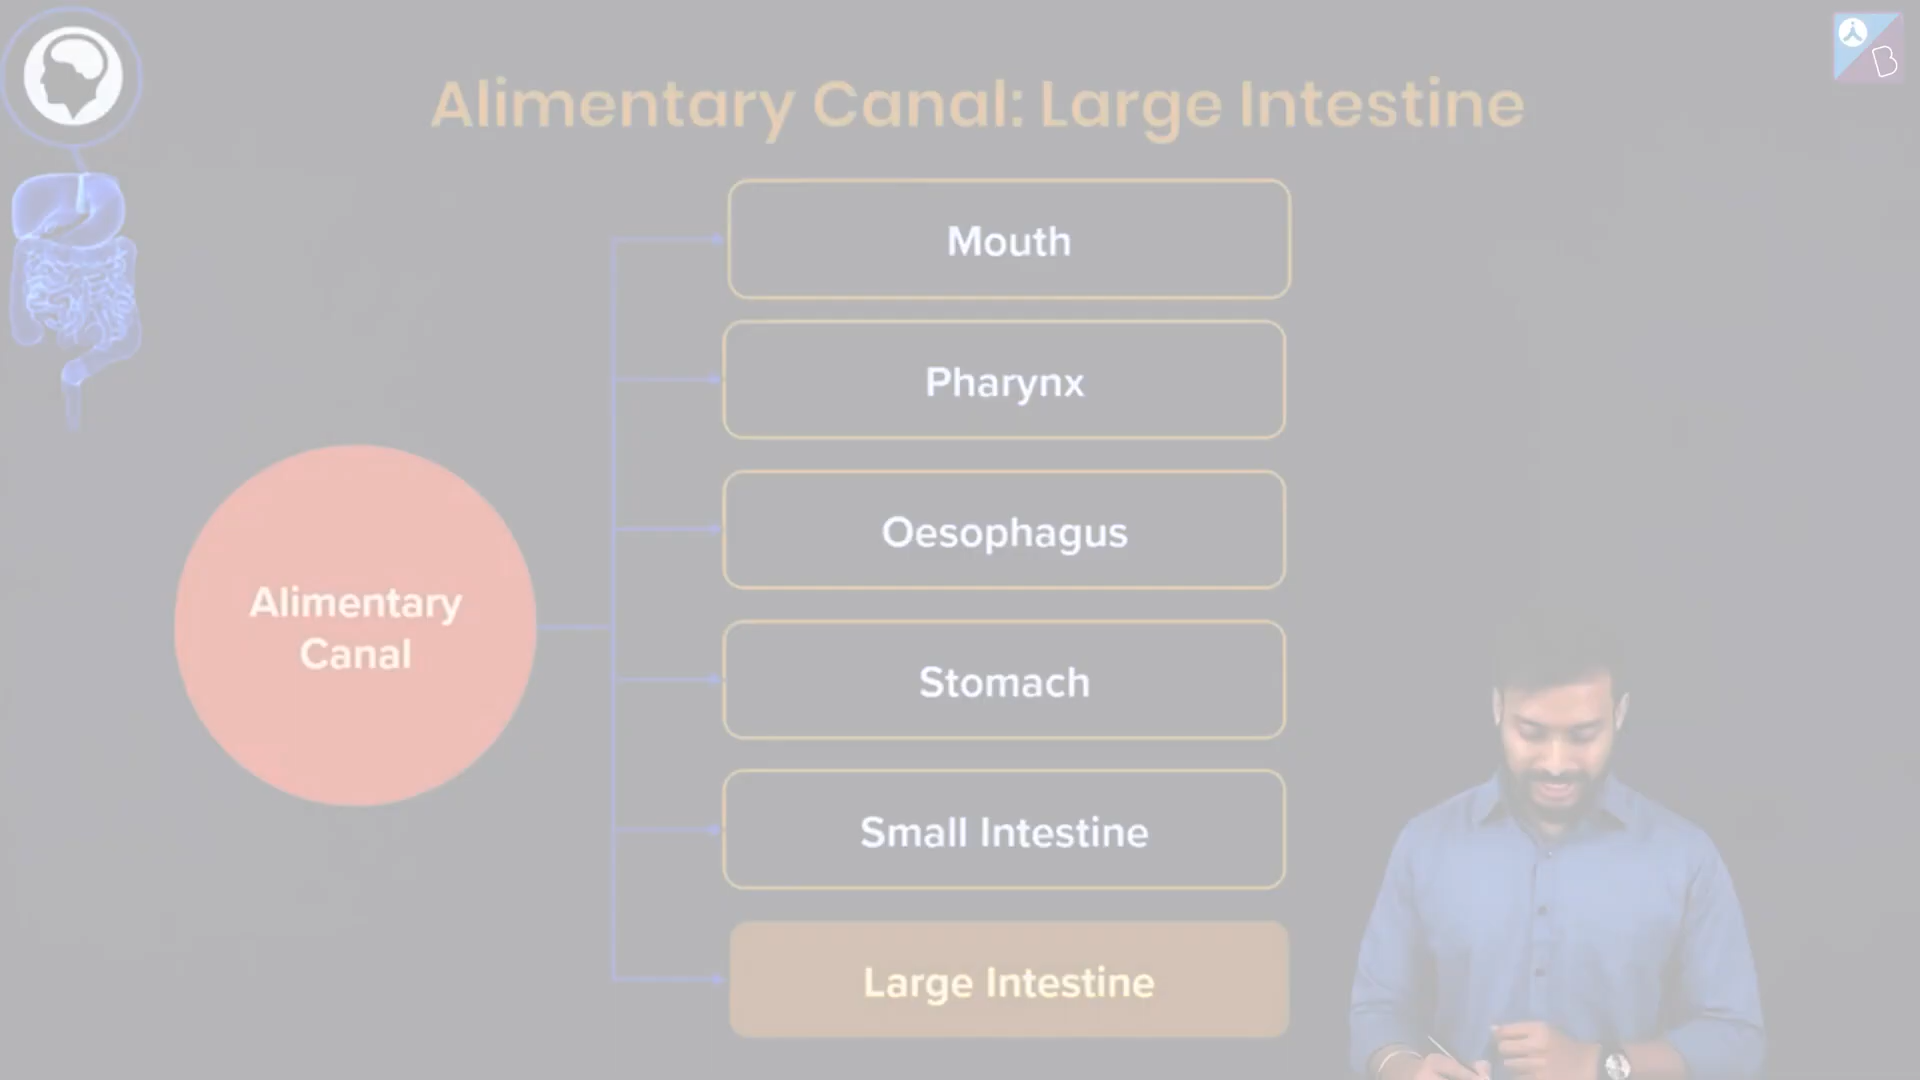 Alimentary Canal: Large Intestine
Mouth
Pharynx
Oesophagus
Stomach
Small Intestine
Large Intestine
Alimentary
Canal
B